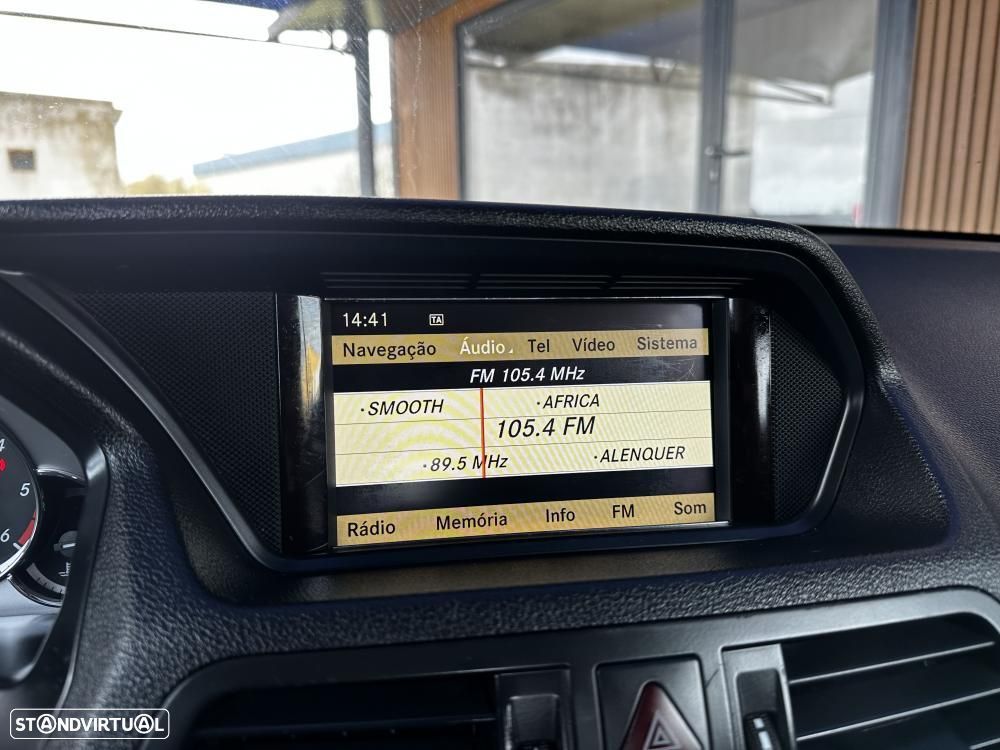 14:41 TA
Navegação Áudio Tel Vídeo Sistema
FM 105.4 MHz
·SMOOTH ·AFRICA
105.4 FM
·89.5 MHz ·ALENQUER
Rádio Memória Info FM Som
4
5
6
STANDVIRTUAL